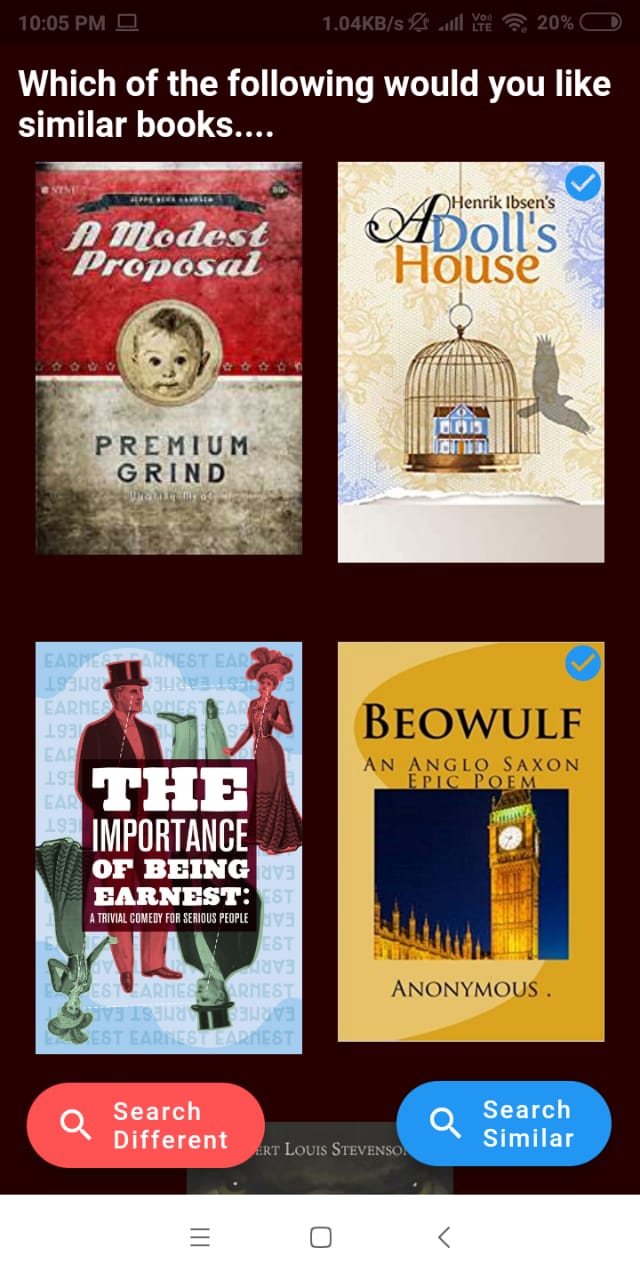 10:05 PM
1.04KB/s
Vo)
LTE
20%
Which of the following would you like
similar books....
A Modest
Proposal
PREMIUM
GRIND
Henrik Ibsen's
A Doll's
House
THE
IMPORTANCE
OF BEING
EARNEST:
A TRIVIAL COMEDY FOR SERIOUS PEOPLE
BEOWULF
AN ANGLO SAXON
EPIC POEM
ANONYMOUS .
Search
Different
ERT LOUIS STEVENSO
Search
Similar